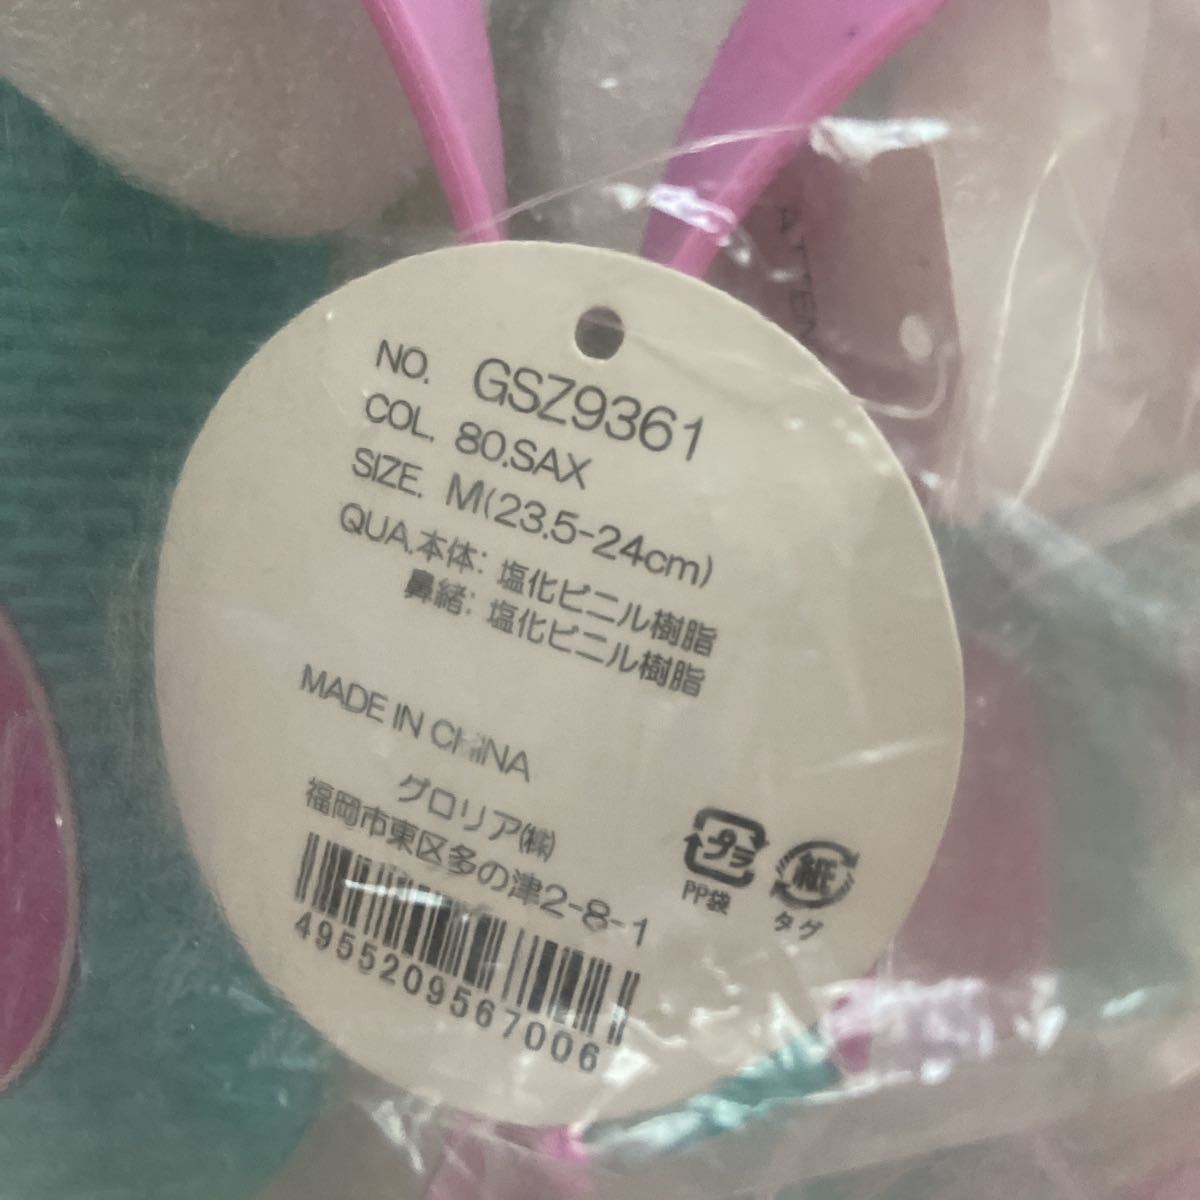 NO. GSZ9361
COL. 80.SAX
SIZE. M(23.5-24cm)
QUA.本体: 塩化ビニル樹脂
鼻緒: 塩化ビニル樹脂
MADE IN CHINA
グロリア㈱
福岡市東区多の津2-8-1
4955209567006
プラ
PP袋
紙
タグ
ATTEN